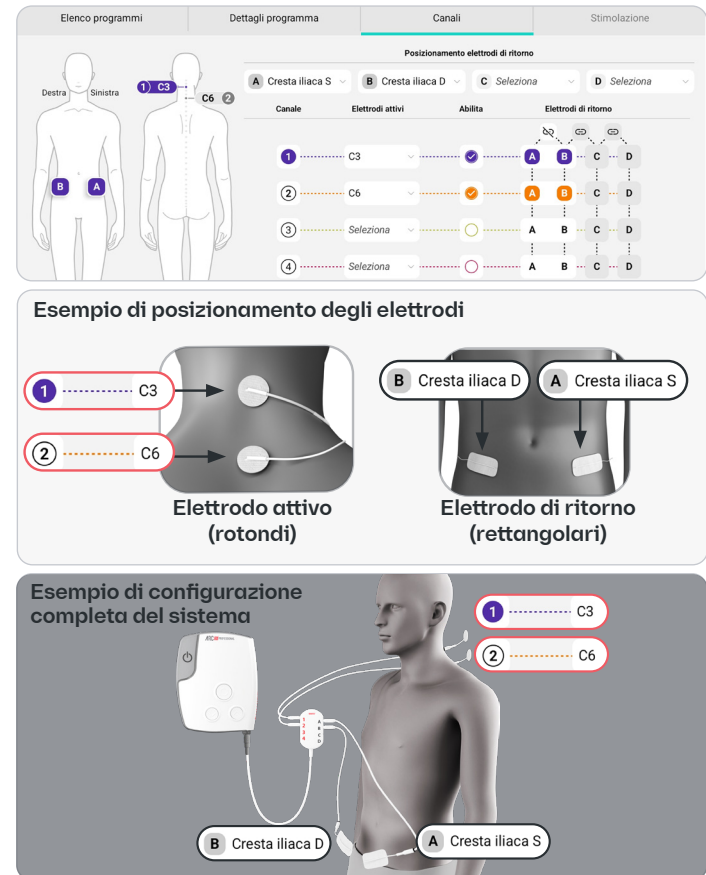 Elenco programmi
Dettagli programma
Canali
Stimolazione
Posizionamento elettrodi di ritorno
A Cresta iliaca S
B Cresta iliaca D
C Seleziona
D Seleziona
Destra
Sinistra
1 C3
C6 2
B
A
Canale
Elettrodi attivi
Abilita
Elettrodi di ritorno
1 C3 A B C D
2 C6 A B C D
3 Seleziona A B C D
4 Seleziona A B C D
Esempio di posizionamento degli elettrodi
1 C3
2 C6
B Cresta iliaca D
A Cresta iliaca S
Elettrodo attivo
(rotondi)
Elettrodo di ritorno
(rettangolari)
Esempio di configurazione
completa del sistema
1 C3
2 C6
1 A
2 B
3 C
4 D
B Cresta iliaca D
A Cresta iliaca S